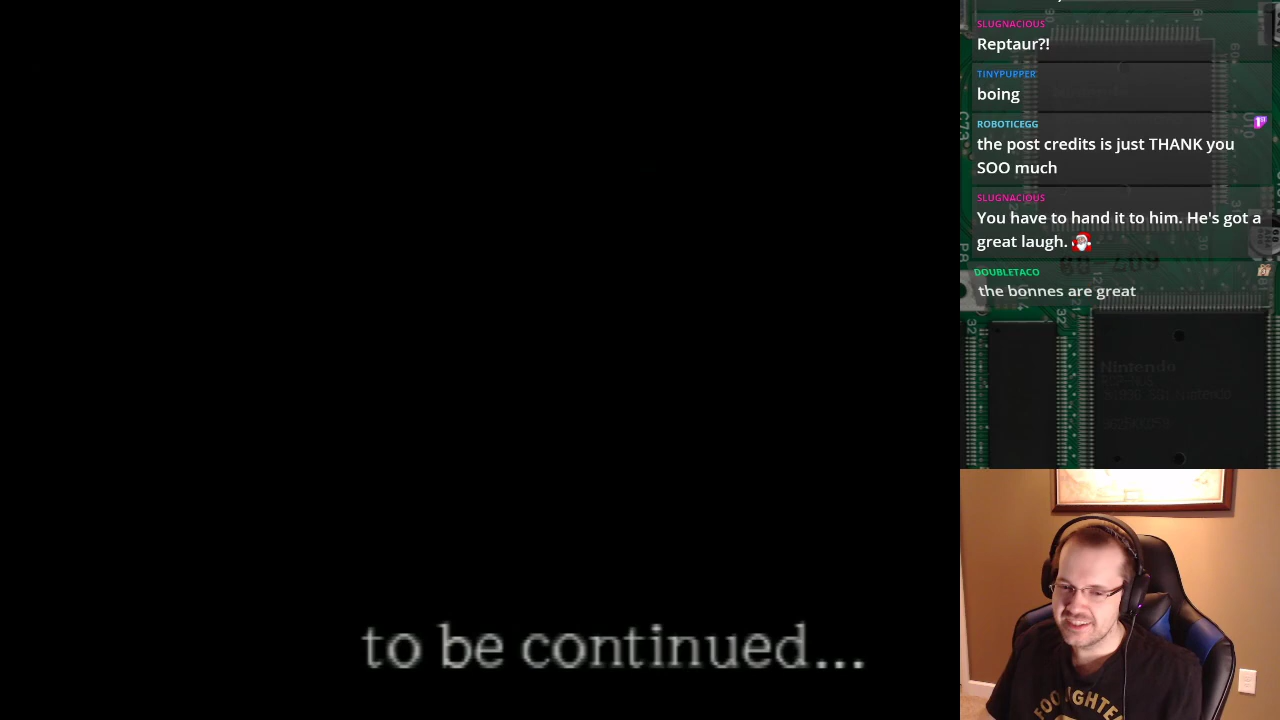 SLUGNACIOUS
Reptaur?!
TINYPUPPER
boing
ROBOTICEGG
the post credits is just THANK you
SOO much
SLUGNACIOUS
You have to hand it to him. He's got a
great laugh.
DOUBLETACO
the bonnes are great
Nintendo
to be continued...